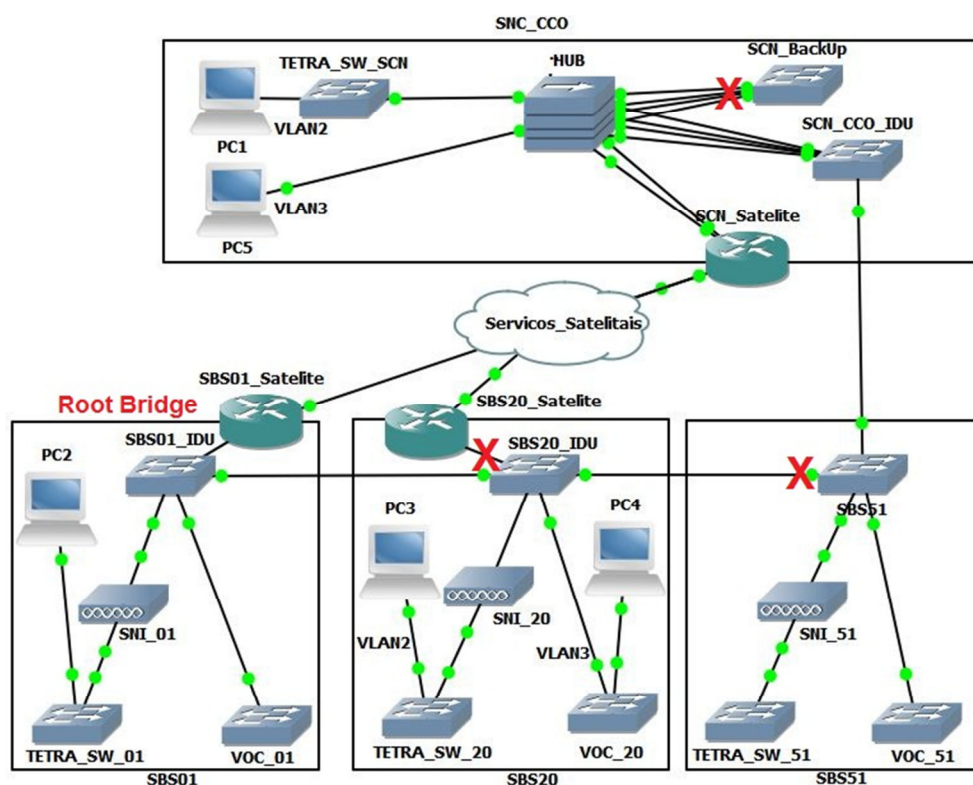 SNC_CCO
TETRA_SW_SCN
HUB
SCN_BackUp
X
VLAN2
PC1
SCN_CCO_IDU
VLAN3
PC5
SCN_Satelite
Servicos_Satelitais
SBS01_Satelite
SBS20_Satelite
Root Bridge
SBS01_IDU
SBS20_IDU
X
X
PC2
PC3
PC4
SBS51
SNI_01
SNI_20
SNI_51
VLAN2
VLAN3
TETRA_SW_01
VOC_01
TETRA_SW_20
VOC_20
TETRA_SW_51
VOC_51
SBS01
SBS20
SBS51